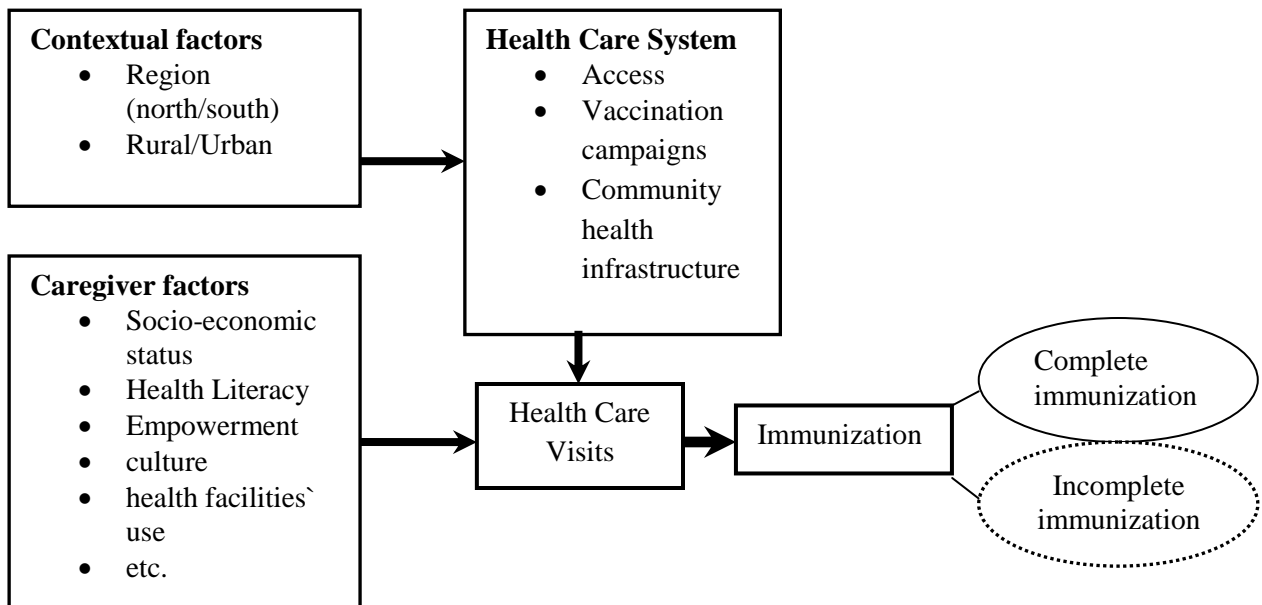 Contextual factors
• Region
(north/south)
• Rural/Urban
Health Care System
• Access
• Vaccination
campaigns
• Community
health
infrastructure
Caregiver factors
• Socio-economic
status
• Health Literacy
• Empowerment
• culture
• health facilities`
use
• etc.
Health Care
Visits
Immunization
Complete
immunization
Incomplete
immunization